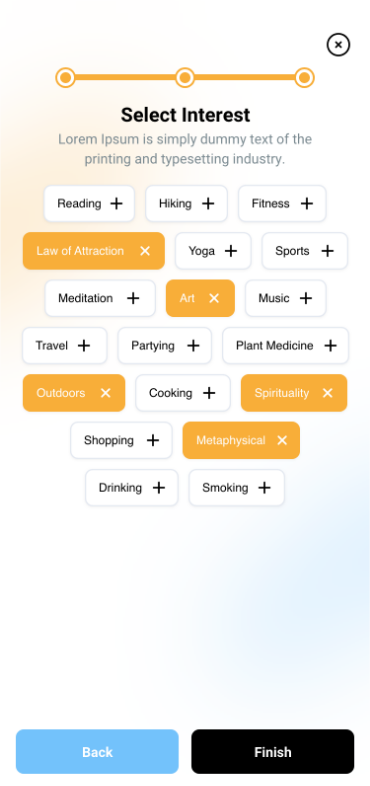 Select Interest
Lorem Ipsum is simply dummy text of the
printing and typesetting industry.
Reading Hiking Fitness
Law of Attraction Yoga Sports
Meditation Art Music
Travel Partying Plant Medicine
Outdoors Cooking Spirituality
Shopping Metaphysical
Drinking Smoking
Back Finish